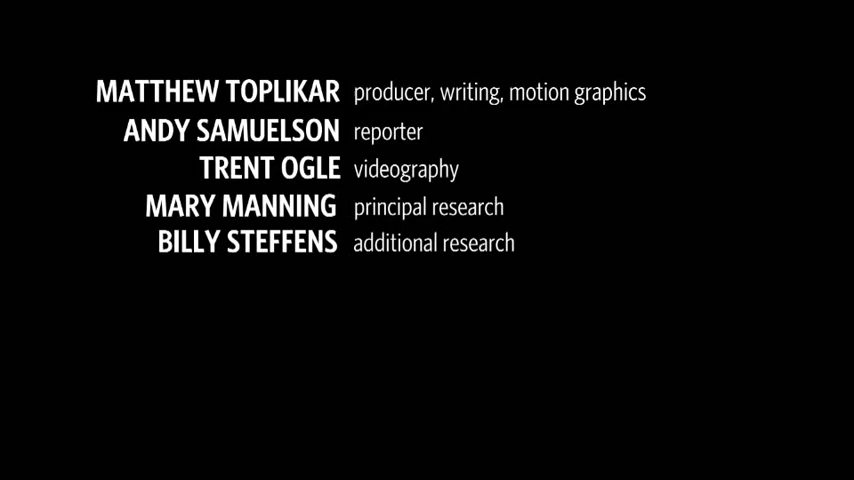 MATTHEW TOPLIKAR producer, writing, motion graphics
ANDY SAMUELSON reporter
TRENT OGLE videography
MARY MANNING principal research
BILLY STEFFENS additional research